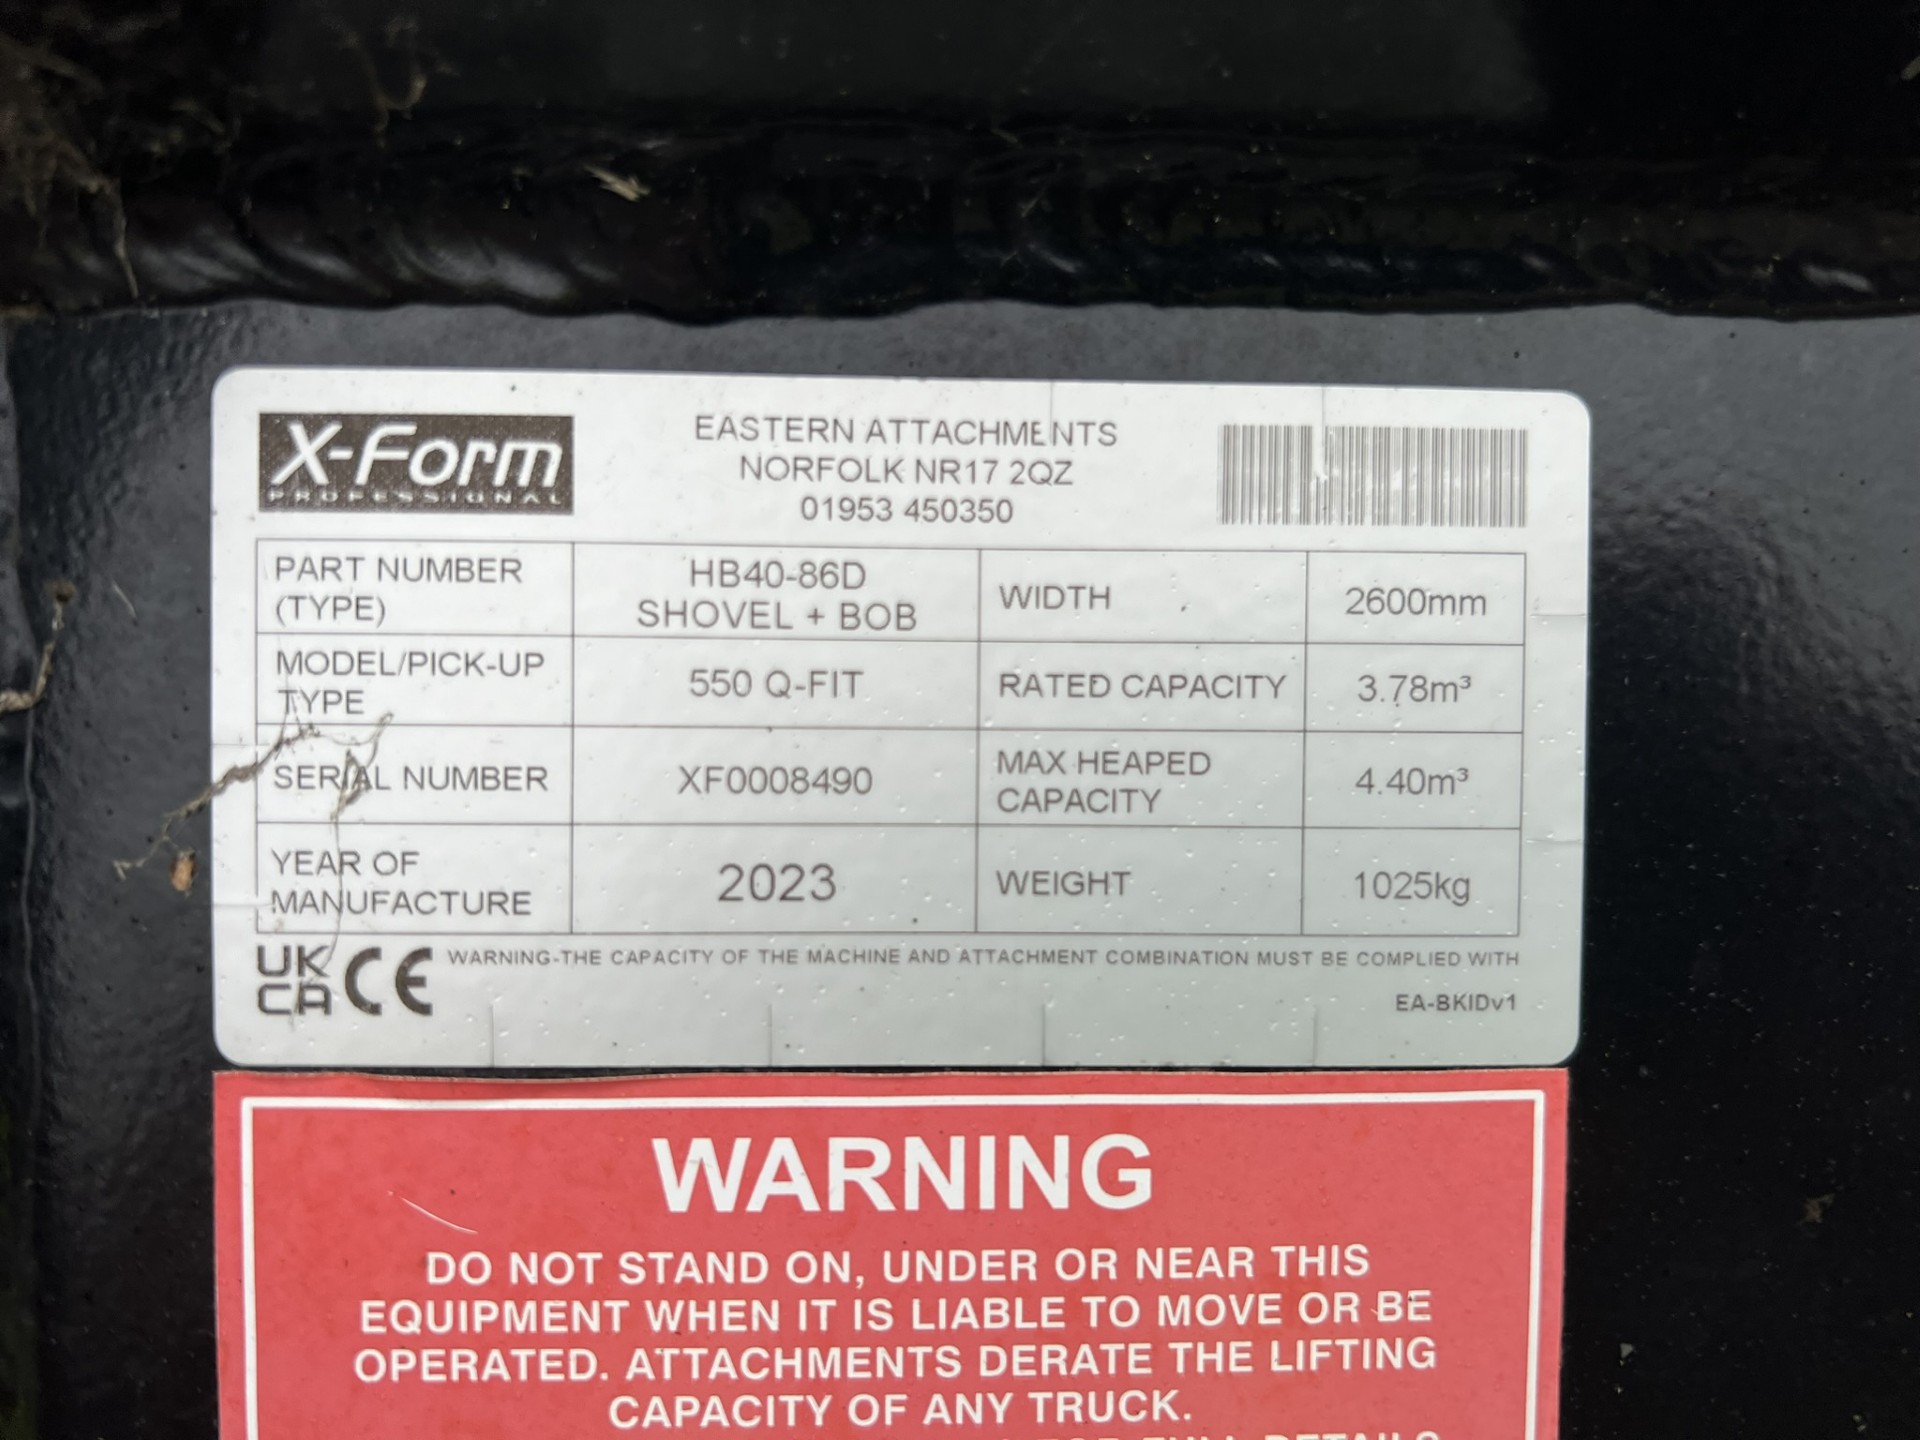 X-Form
PROFESSIONAL
EASTERN ATTACHMENTS
NORFOLK NR17 2QZ
01953 450350
PART NUMBER
(TYPE)
HB40-86D
SHOVEL + BOB
WIDTH
2600mm
MODEL/PICK-UP
TYPE
550 Q-FIT
RATED CAPACITY
3.78m³
SERIAL NUMBER
XF0008490
MAX HEAPED
CAPACITY
4.40m³
YEAR OF
MANUFACTURE
2023
WEIGHT
1025kg
UK
CA
CE
WARNING-THE CAPACITY OF THE MACHINE AND ATTACHMENT COMBINATION MUST BE COMPLIED WITH
EA-BKIDv1
WARNING
DO NOT STAND ON, UNDER OR NEAR THIS
EQUIPMENT WHEN IT IS LIABLE TO MOVE OR BE
OPERATED. ATTACHMENTS DERATE THE LIFTING
CAPACITY OF ANY TRUCK.
FOR FULL DETAILS